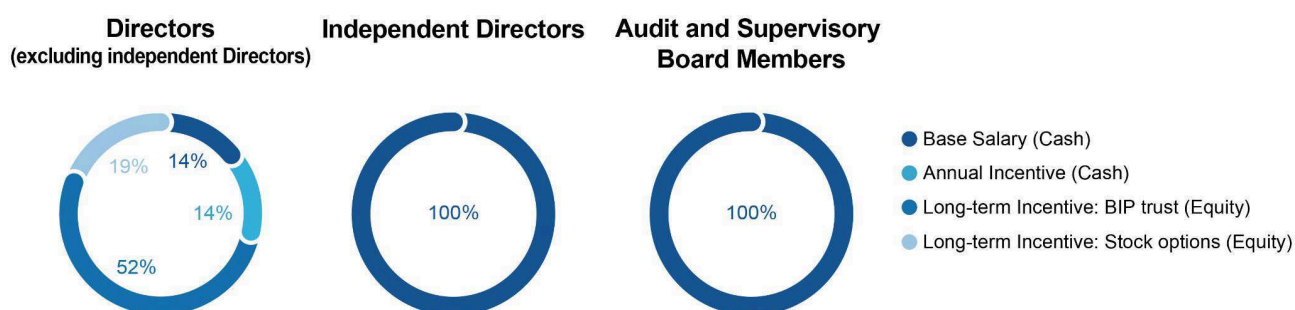 Directors
(excluding independent Directors)
Independent Directors
Audit and Supervisory
Board Members
19%
14%
14%
52%
100%
100%
Base Salary (Cash)
Annual Incentive (Cash)
Long-term Incentive: BIP trust (Equity)
Long-term Incentive: Stock options (Equity)